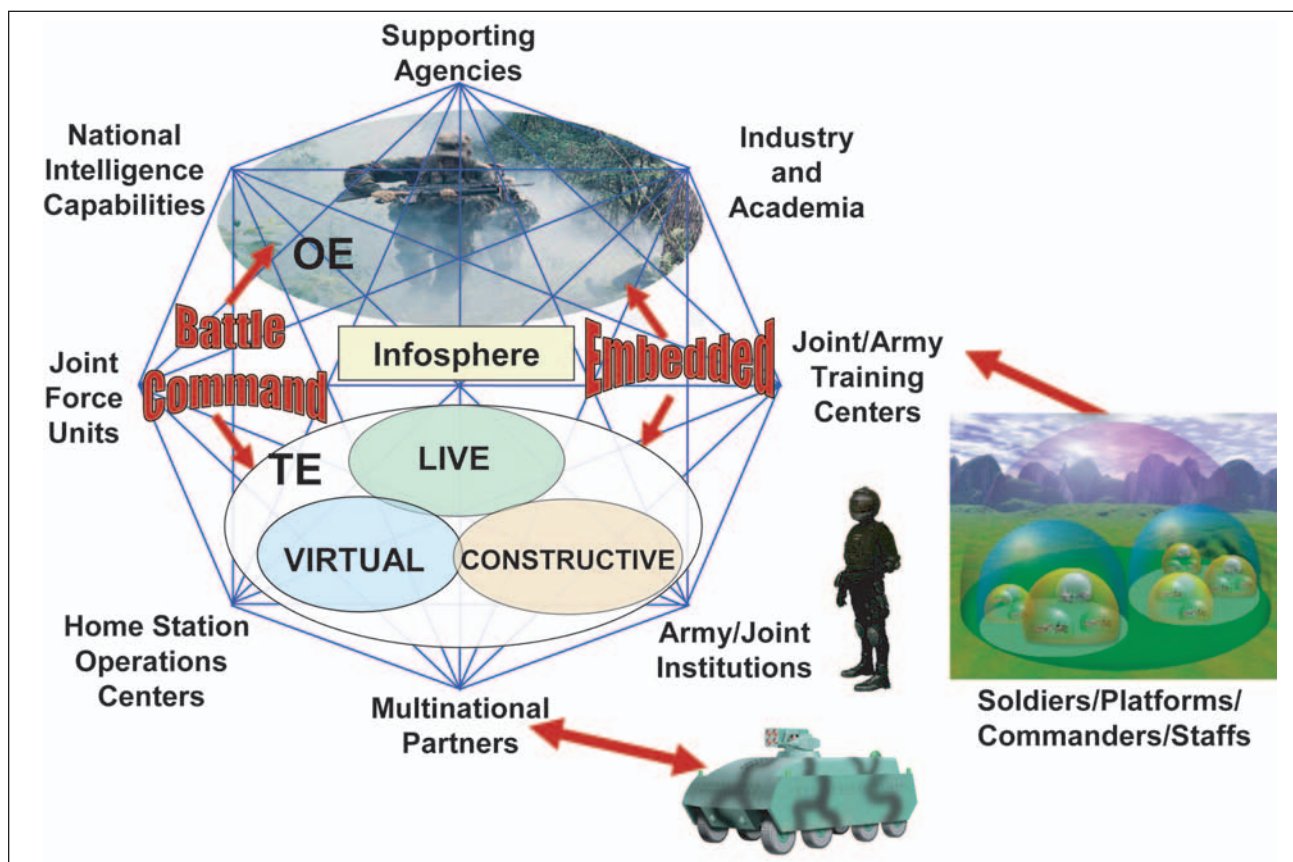 Supporting
Agencies
National
Intelligence
Capabilities
Industry
and
Academia
OE
Battle
Command
Infosphere
Embedded
Joint
Force
Units
Joint/Army
Training
Centers
TE
LIVE
VIRTUAL
CONSTRUCTIVE
Home Station
Operations
Centers
Army/Joint
Institutions
Multinational
Partners
Soldiers/Platforms/
Commanders/Staffs